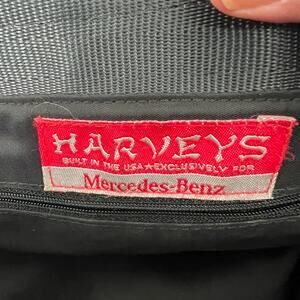 HARVEYS
BUILT IN THE USA★EXCLUSIVELY FOR
Mercedes-Benz